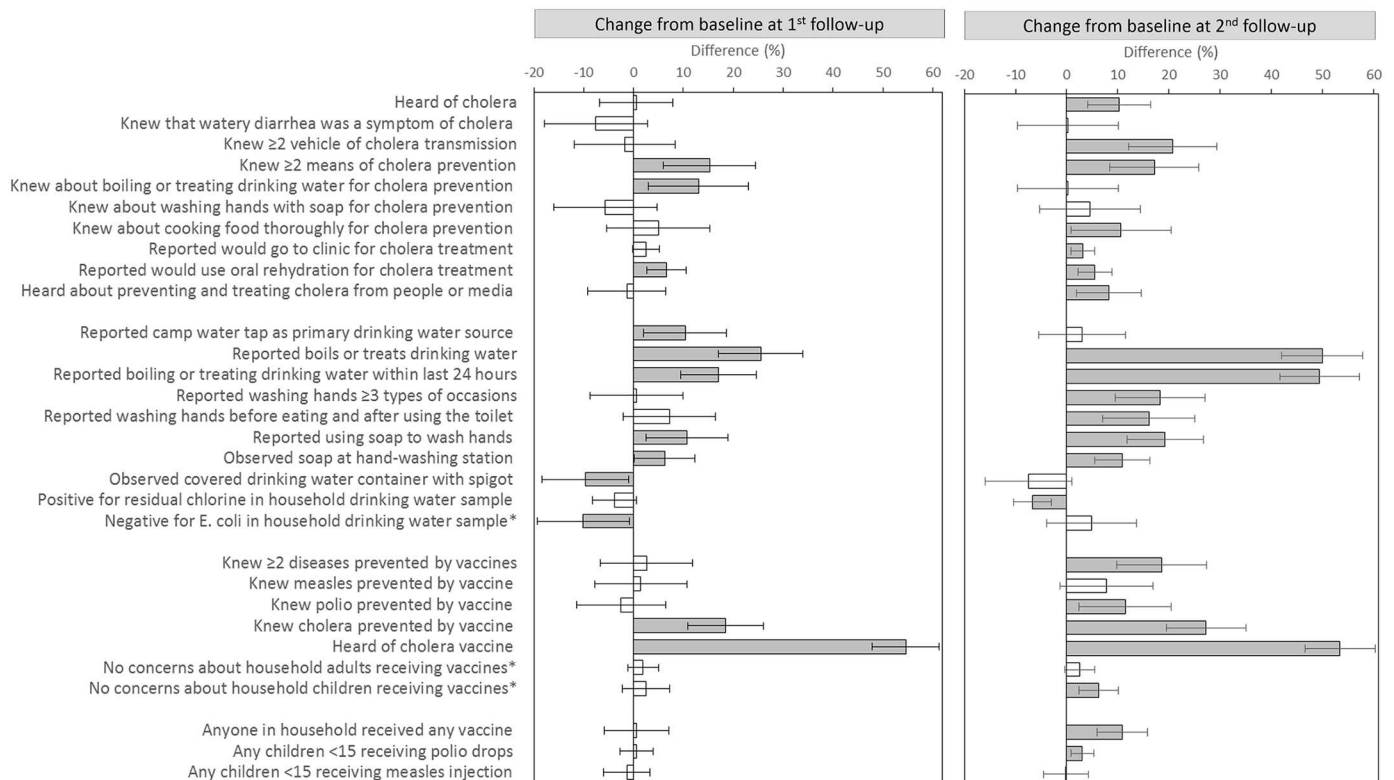 Change from baseline at 1st follow-up
Change from baseline at 2nd follow-up
Difference (%)
Difference (%)
-20 -10 0 10 20 30 40 50 60
-20 -10 0 10 20 30 40 50 60
Heard of cholera
Knew that watery diarrhea was a symptom of cholera
Knew ≥2 vehicle of cholera transmission
Knew ≥2 means of cholera prevention
Knew about boiling or treating drinking water for cholera prevention
Knew about washing hands with soap for cholera prevention
Knew about cooking food thoroughly for cholera prevention
Reported would go to clinic for cholera treatment
Reported would use oral rehydration for cholera treatment
Heard about preventing and treating cholera from people or media
Reported camp water tap as primary drinking water source
Reported boils or treats drinking water
Reported boiling or treating drinking water within last 24 hours
Reported washing hands ≥3 types of occasions
Reported washing hands before eating and after using the toilet
Reported using soap to wash hands
Observed soap at hand-washing station
Observed covered drinking water container with spigot
Positive for residual chlorine in household drinking water sample
Negative for E. coli in household drinking water sample*
Knew ≥2 diseases prevented by vaccines
Knew measles prevented by vaccine
Knew polio prevented by vaccine
Knew cholera prevented by vaccine
Heard of cholera vaccine
No concerns about household adults receiving vaccines*
No concerns about household children receiving vaccines*
Anyone in household received any vaccine
Any children <15 receiving polio drops
Any children <15 receiving measles injection